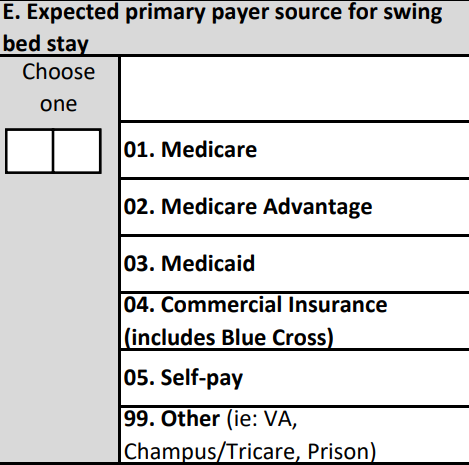 E. Expected primary payer source for swing
bed stay
Choose
one
01. Medicare
02. Medicare Advantage
03. Medicaid
04. Commercial Insurance
(includes Blue Cross)
05. Self-pay
99. Other (ie: VA,
Champus/Tricare, Prison)